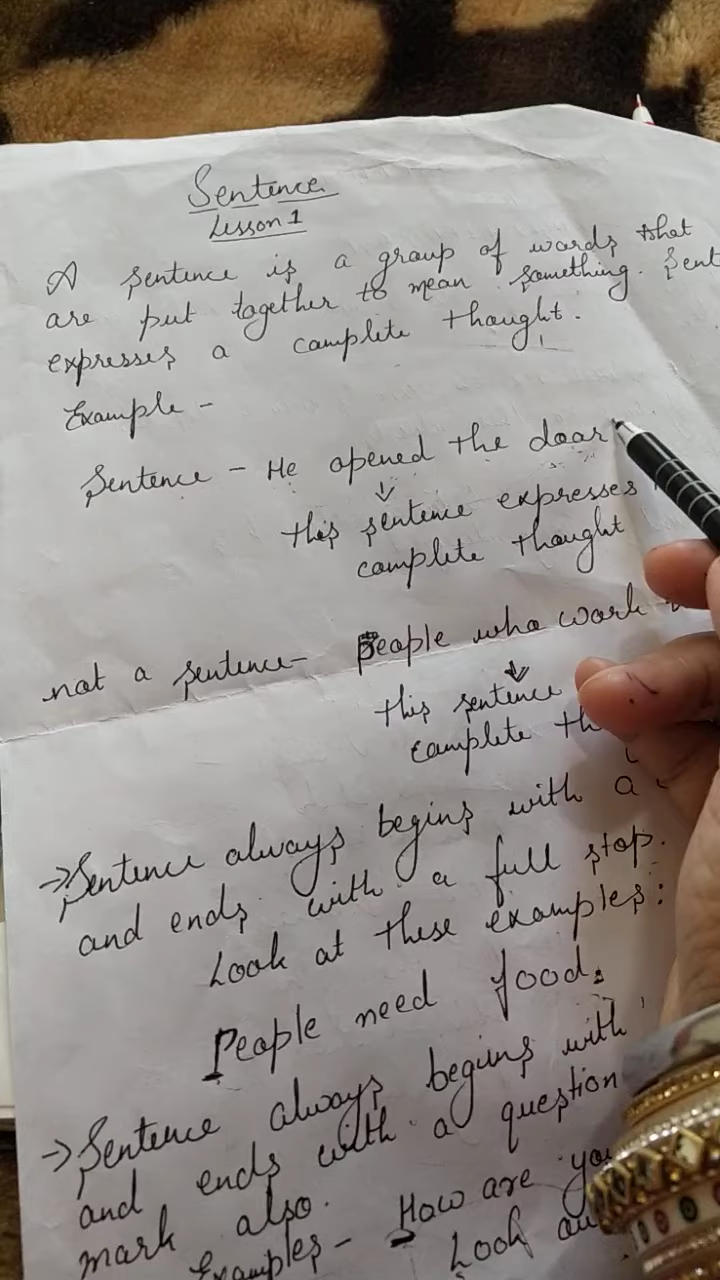 Sentence
Lesson 1
A sentence is a group of words that
are put together to mean something. Sent
expresses a complete thought.
Example -
Sentence - He opened the door
this sentence expresses
complete thought
not a sentence - People who work
this sentence
complete th
→ Sentence always begins with a
and ends with a full stop.
Look at these examples:
People need food.
→ Sentence always begins with
and ends with a question
mark also.
Examples - How are you
Look au